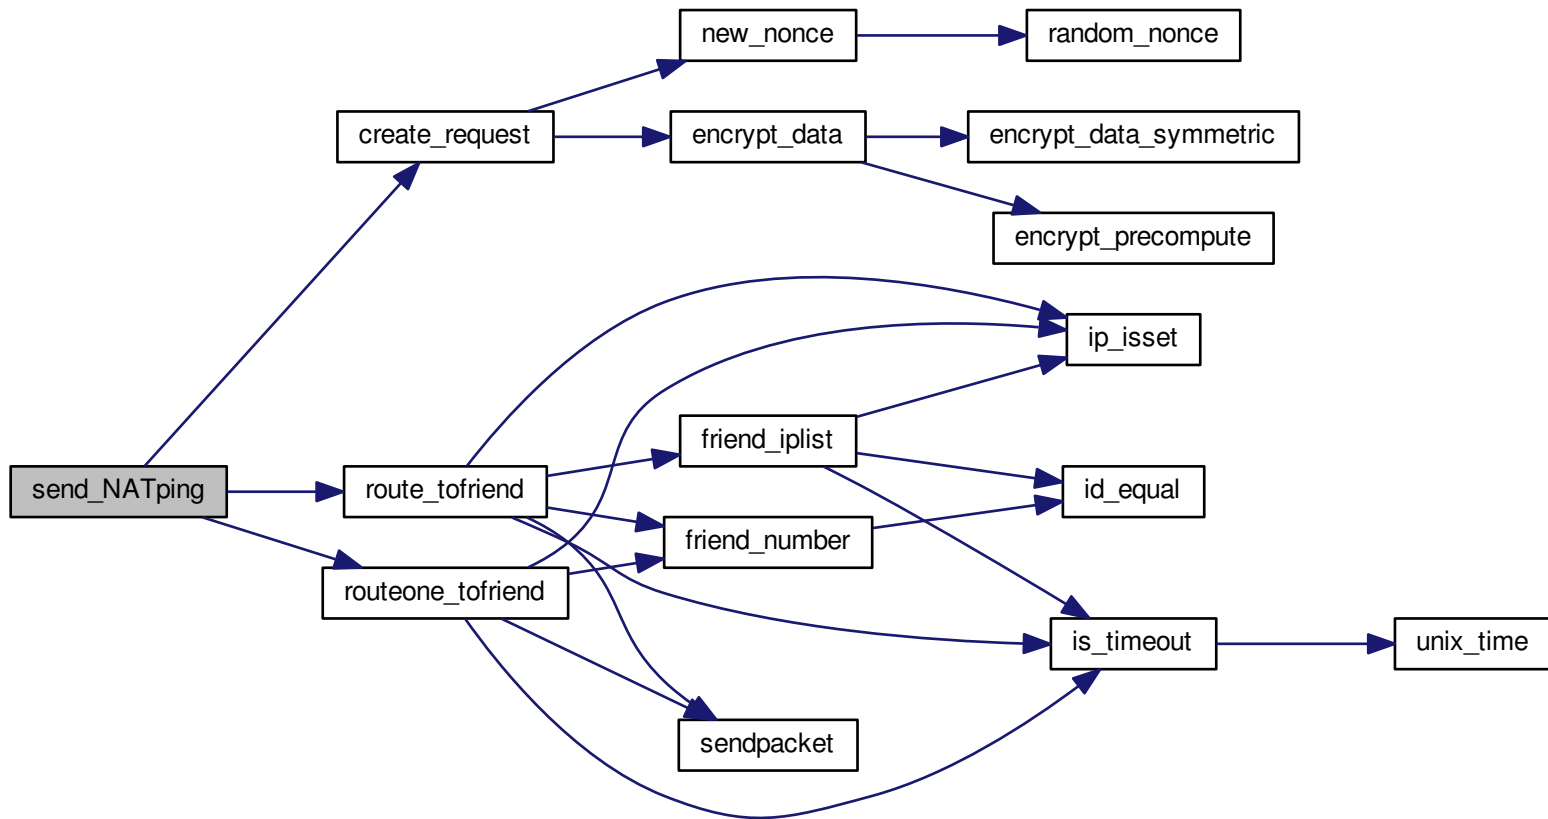 new_nonce
random_nonce
create_request
encrypt_data
encrypt_data_symmetric
encrypt_precompute
ip_isset
friend_iplist
send_NATping
route_tofriend
id_equal
friend_number
routeone_tofriend
is_timeout
unix_time
sendpacket